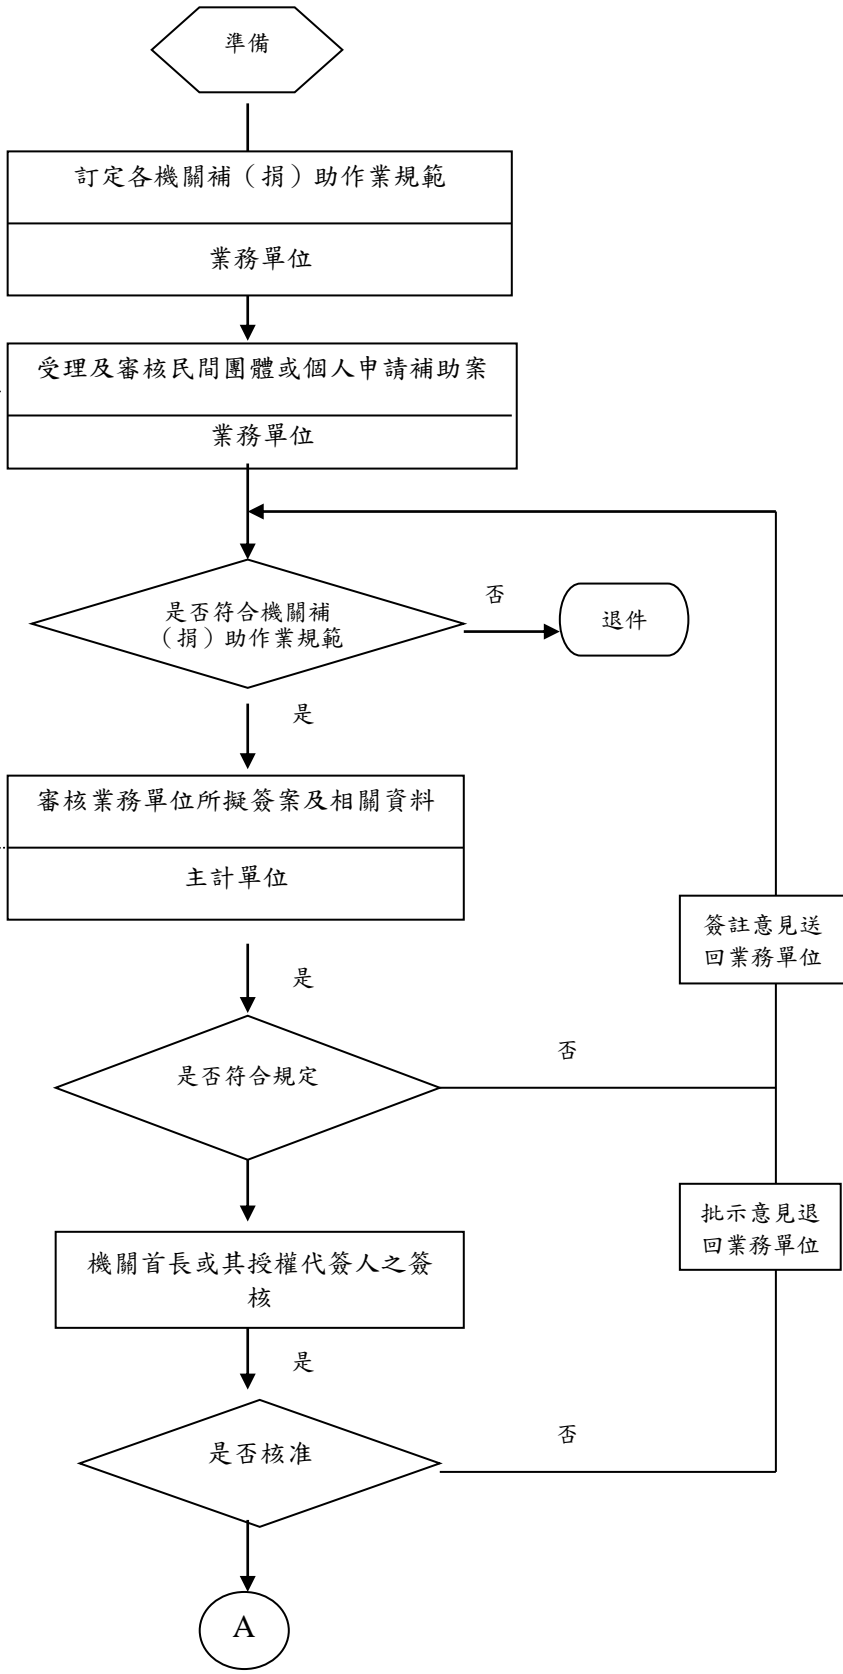 準備
訂定各機關補（捐）助作業規範
業務單位
受理及審核民間團體或個人申請補助案
業務單位
是否符合機關補
（捐）助作業規範
否
退件
是
審核業務單位所擬簽案及相關資料
主計單位
簽註意見送
回業務單位
是
是否符合規定
否
批示意見退
回業務單位
機關首長或其授權代簽人之簽
核
是
是否核准
否
A